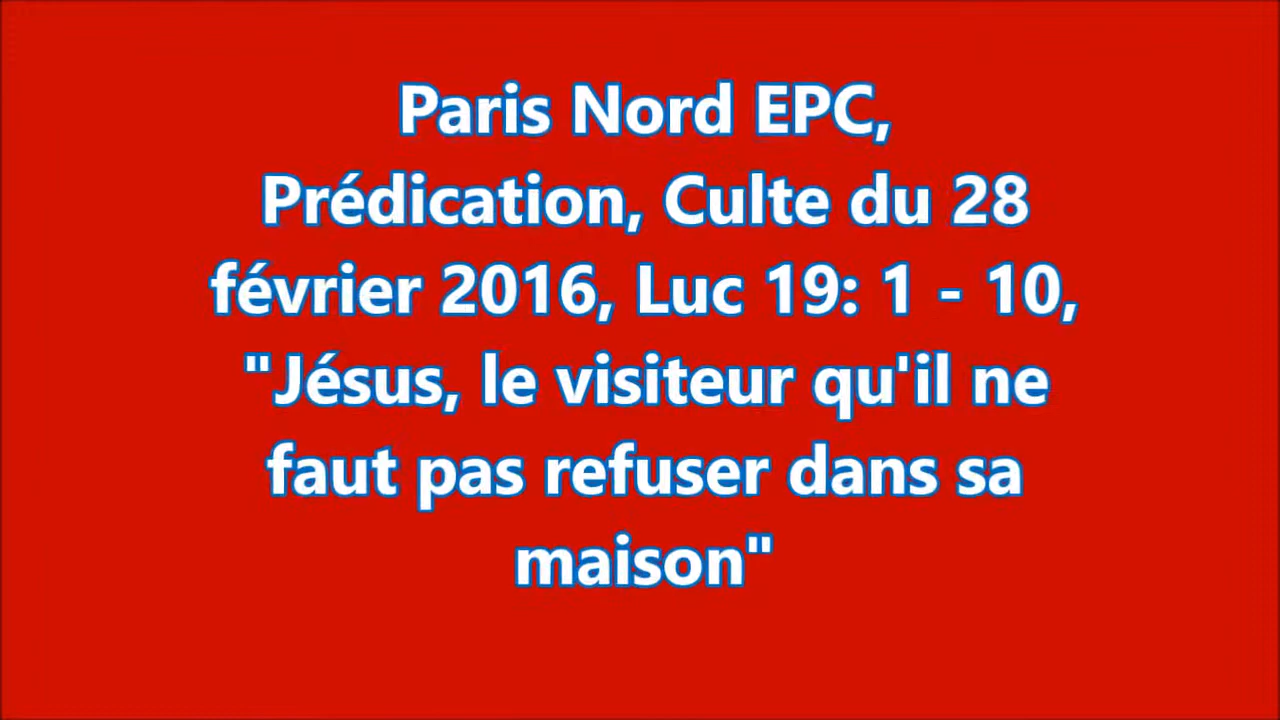 Paris Nord EPC,
Prédication, Culte du 28
février 2016, Luc 19: 1 - 10,
"Jésus, le visiteur qu'il ne
faut pas refuser dans sa
maison"